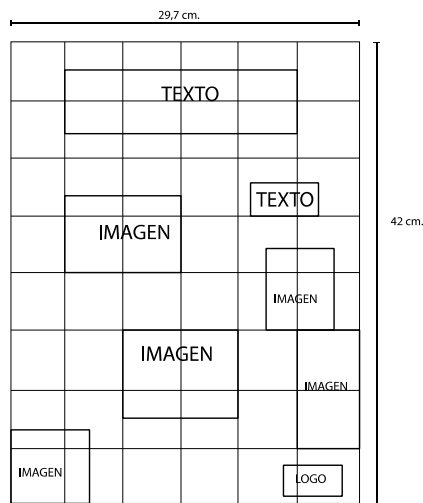 29,7 cm.
TEXTO
TEXTO
42 cm.
IMAGEN
IMAGEN
IMAGEN
IMAGEN
IMAGEN
LOGO